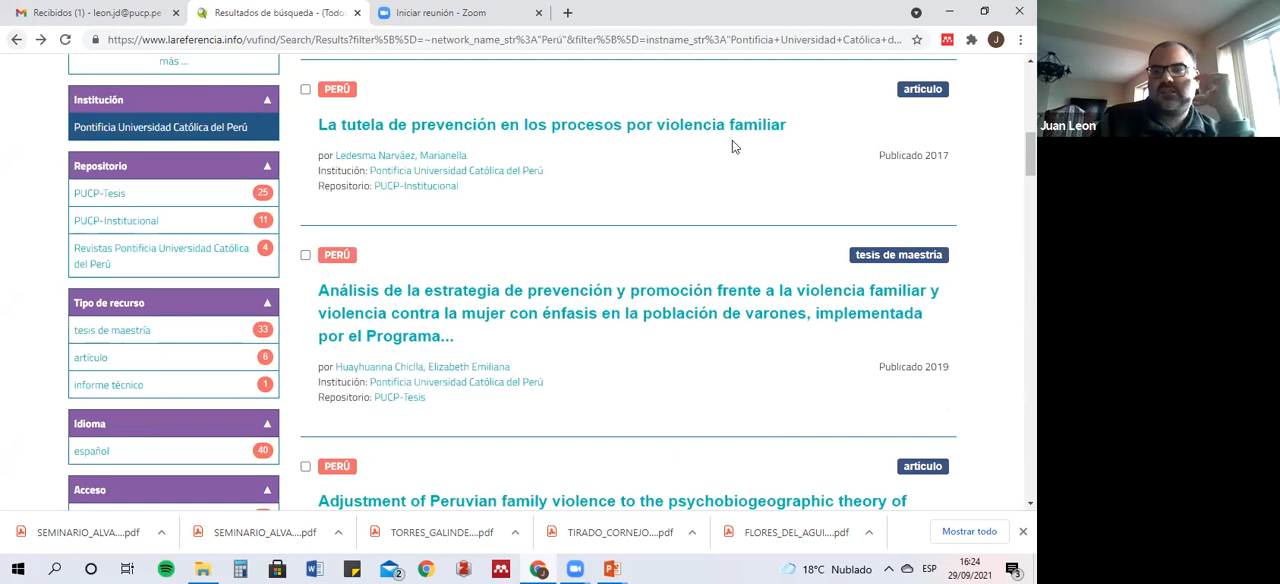 Recibidos (1) - leon.jd@pucp.pe
Resultados de búsqueda - (Todos
Iniciar reunión - Zoom
https://www.lareferencia.info/vufind/Search/Results?filter%5B%5D=~network_name_str%3A"Perú"&filter%5B%5D=instname_str%3A"Pontificia+Universidad+Católica+d...
J
más ...
Institución
Pontificia Universidad Católica del Perú
Repositorio
PUCP-Tesis
25
PUCP-Institucional
11
Revistas Pontificia Universidad Católica
del Perú
4
Tipo de recurso
tesis de maestría
33
artículo
6
informe técnico
1
Idioma
español
40
Acceso
PERÚ
artículo
La tutela de prevención en los procesos por violencia familiar
por Ledesma Narváez, Marianella
Publicado 2017
Institución: Pontificia Universidad Católica del Perú
Repositorio: PUCP-Institucional
PERÚ
tesis de maestría
Análisis de la estrategia de prevención y promoción frente a la violencia familiar y
violencia contra la mujer con énfasis en la población de varones, implementada
por el Programa...
por Huayhuanna Chiclla, Elizabeth Emiliana
Publicado 2019
Institución: Pontificia Universidad Católica del Perú
Repositorio: PUCP-Tesis
PERÚ
artículo
Adjustment of Peruvian family violence to the psychobiogeographic theory of
Juan Leon
SEMINARIO_ALVA....pdf
SEMINARIO_ALVA....pdf
TORRES_GALINDE....pdf
TIRADO_CORNEJO....pdf
FLORES_DEL_AGUI....pdf
Mostrar todo
2
18°C Nublado
ESP
16:24
29/09/2021
3